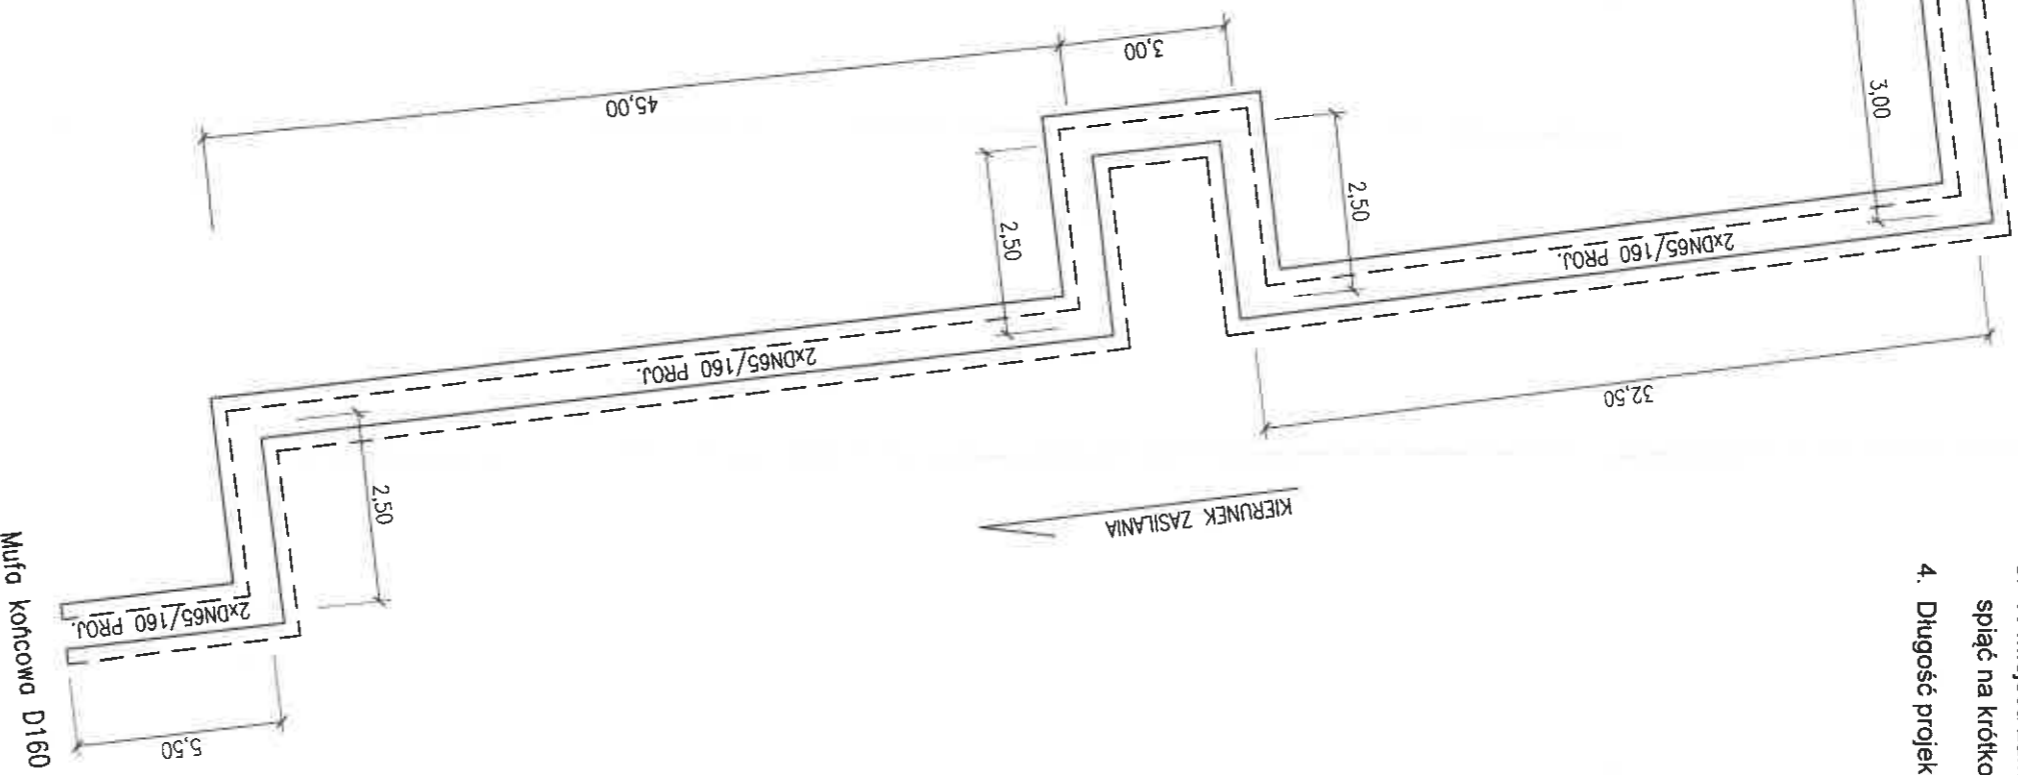 3,00
45,00
3,00
2,50
2,50
2xDN65/160 PROJ.
2xDN65/160 PROJ.
32,50
2,50
KIERUNEK ZASILANIA
2xDN65/160 PROJ.
5,50
Mufa końcowa D160
spiąć na krótko
4. Długość projek